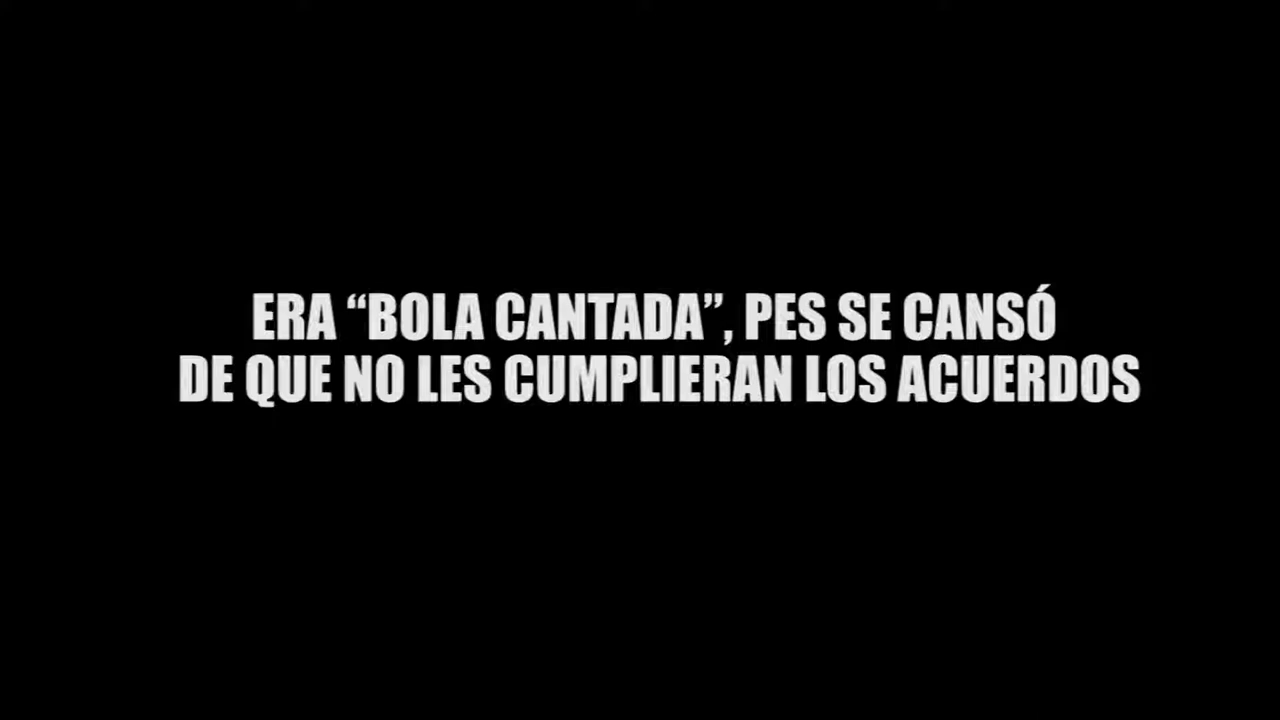 ERA “BOLA CANTADA”, PES SE CANSÓ
DE QUE NO LES CUMPLIERAN LOS ACUERDOS